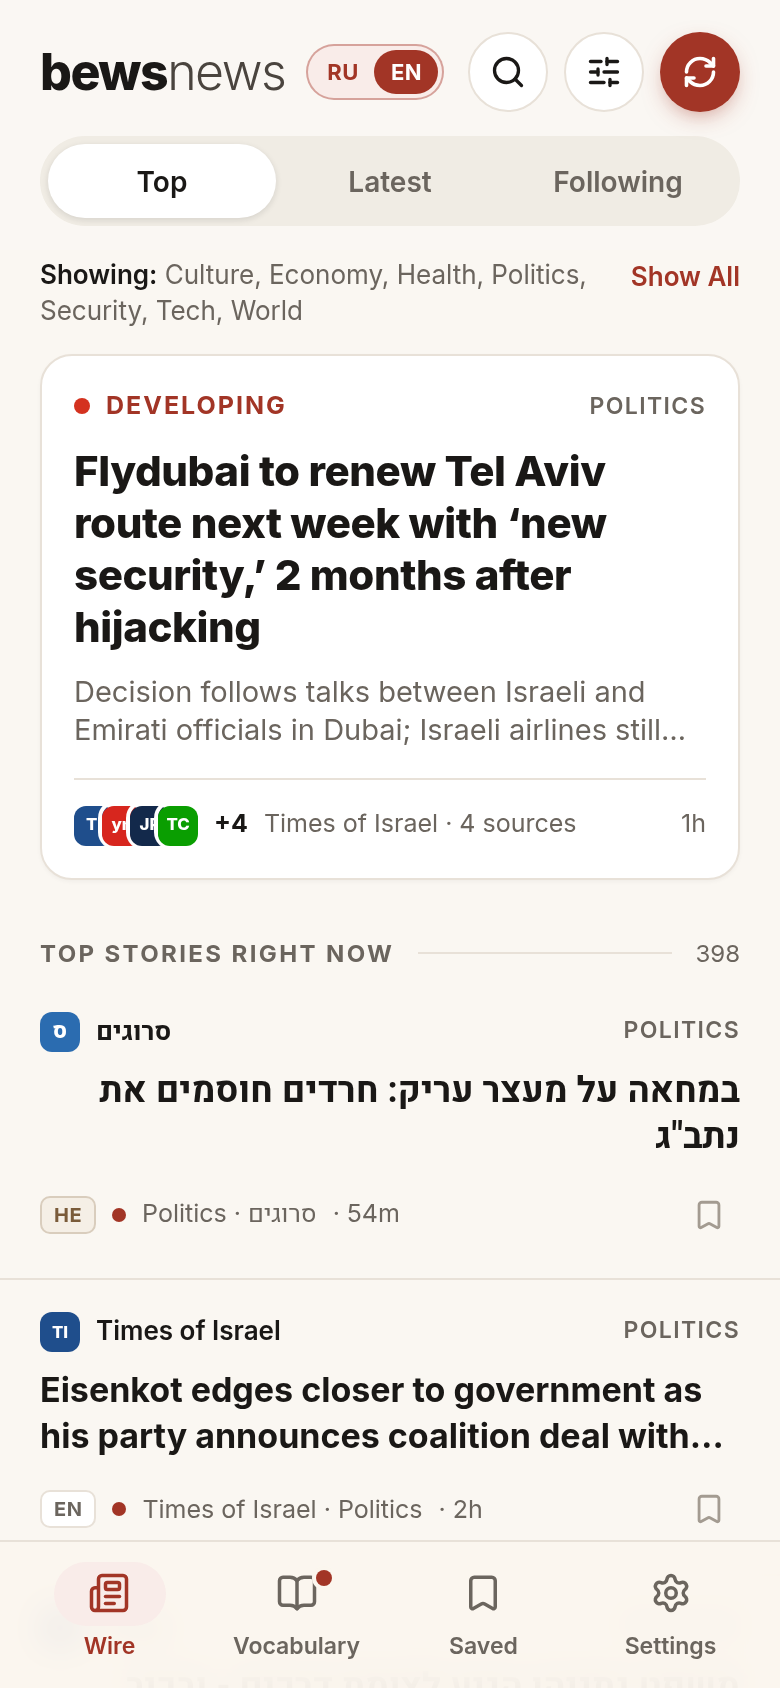 bewsnews RU EN
Top Latest Following
Showing: Culture, Economy, Health, Politics, Show All
Security, Tech, World
DEVELOPING POLITICS
Flydubai to renew Tel Aviv
route next week with ‘new
security,’ 2 months after
hijacking
Decision follows talks between Israeli and
Emirati officials in Dubai; Israeli airlines still...
TC +4 Times of Israel · 4 sources 1h
TOP STORIES RIGHT NOW 398
ס סרוגים POLITICS
במחאה על מעצר עריק: חרדים חוסמים את
נתב"ג
HE Politics · סרוגים · 54m
TI Times of Israel POLITICS
Eisenkot edges closer to government as
his party announces coalition deal with...
EN Times of Israel · Politics · 2h
Wire Vocabulary Saved Settings